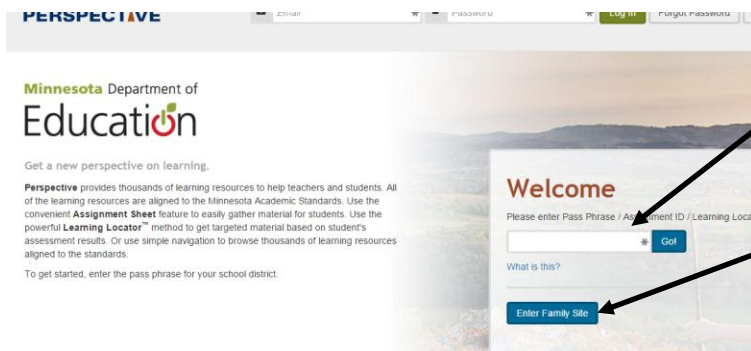 PERSPECTIVE
Email * Password * Log In Forgot Password
Minnesota Department of
Education
Get a new perspective on learning.
Perspective provides thousands of learning resources to help teachers and students. All
of the learning resources are aligned to the Minnesota Academic Standards. Use the
convenient Assignment Sheet feature to easily gather material for students. Use the
powerful Learning Locator™ method to get targeted material based on student's
assessment results. Or use simple navigation to browse thousands of learning resources
aligned to the standards.
To get started, enter the pass phrase for your school district.
Welcome
Please enter Pass Phrase / Assignment ID / Learning Loca
* Go!
What is this?
Enter Family Site